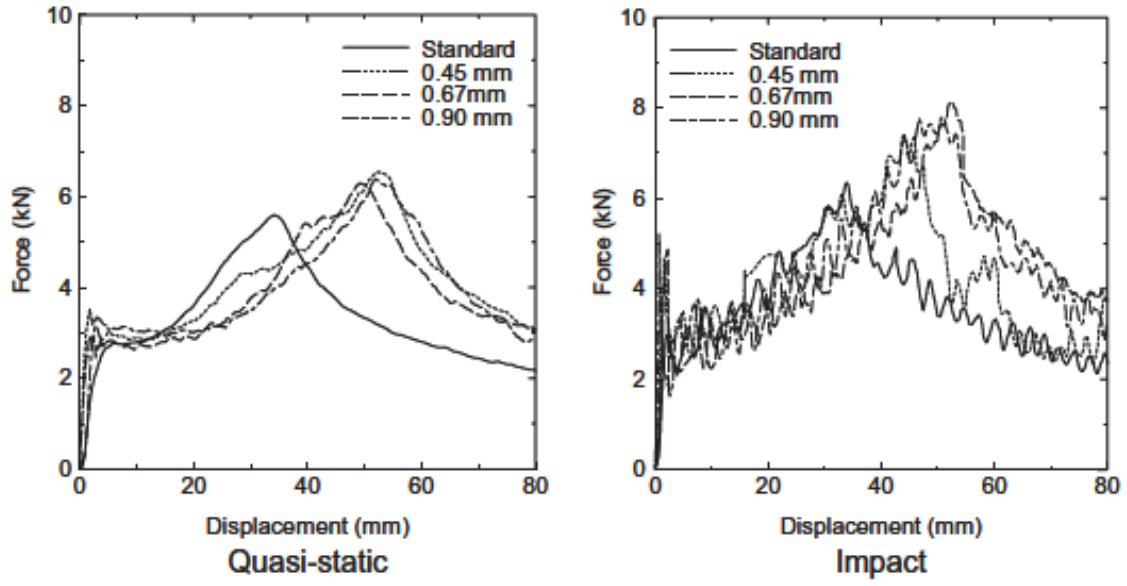 10
8
6
4
2
0
Force (kN)
Standard
0.45 mm
0.67mm
0.90 mm
0
20
40
60
80
Displacement (mm)
Quasi-static
10
8
6
4
2
0
Force (kN)
Standard
0.45 mm
0.67mm
0.90 mm
0
20
40
60
80
Displacement (mm)
Impact